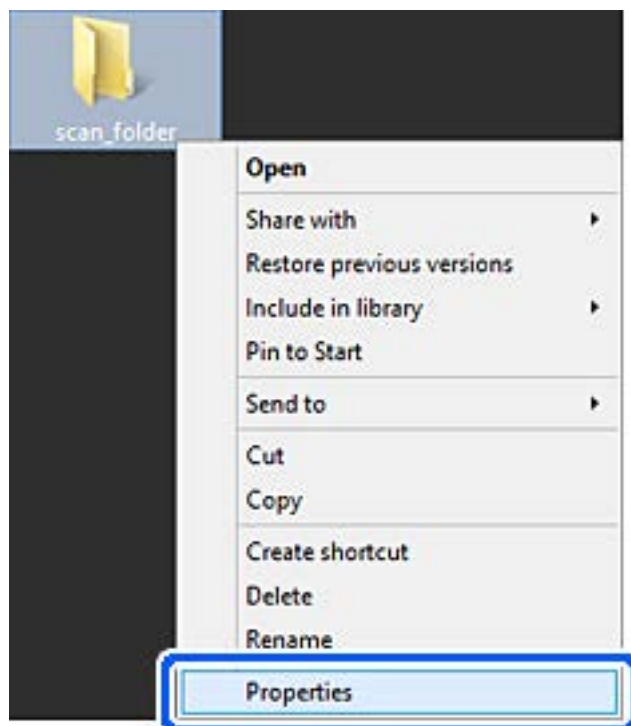 scan_folder
Open
Share with
Restore previous versions
Include in library
Pin to Start
Send to
Cut
Copy
Create shortcut
Delete
Rename
Properties